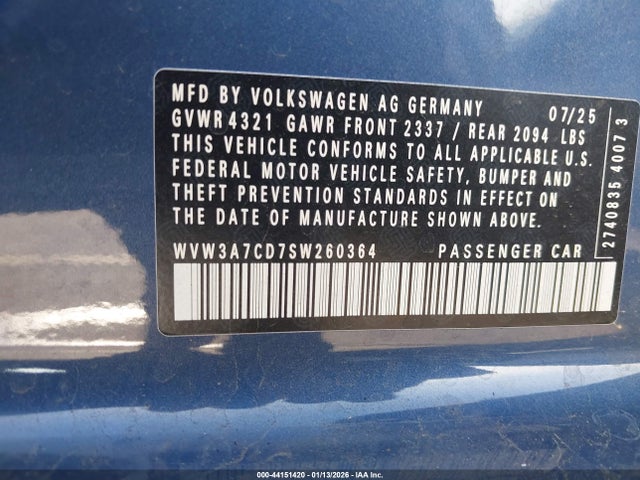 MFD BY VOLKSWAGEN AG GERMANY 07/25
GVWR 4321 GAWR FRONT 2337 / REAR 2094 LBS
THIS VEHICLE CONFORMS TO ALL APPLICABLE U.S.
FEDERAL MOTOR VEHICLE SAFETY, BUMPER AND
THEFT PREVENTION STANDARDS IN EFFECT ON
THE DATE OF MANUFACTURE SHOWN ABOVE.
WVW3A7CD7SW260364 PASSENGER CAR
2740835 40073
000-44151420 - 01/13/2026 - IAA Inc.